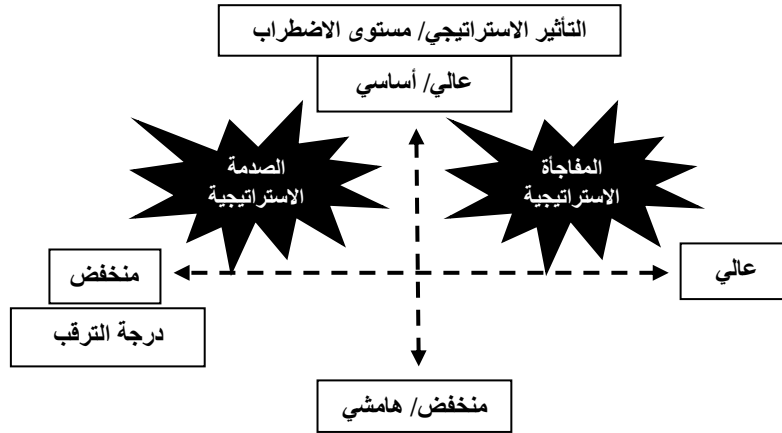 التأثير الاستراتيجي/ مستوى الاضطراب
عالي/ أساسي
المفاجأة
الاستراتيجية
الصدمة
الاستراتيجية
عالي
منخفض
درجة الترقب
منخفض/ هامشي